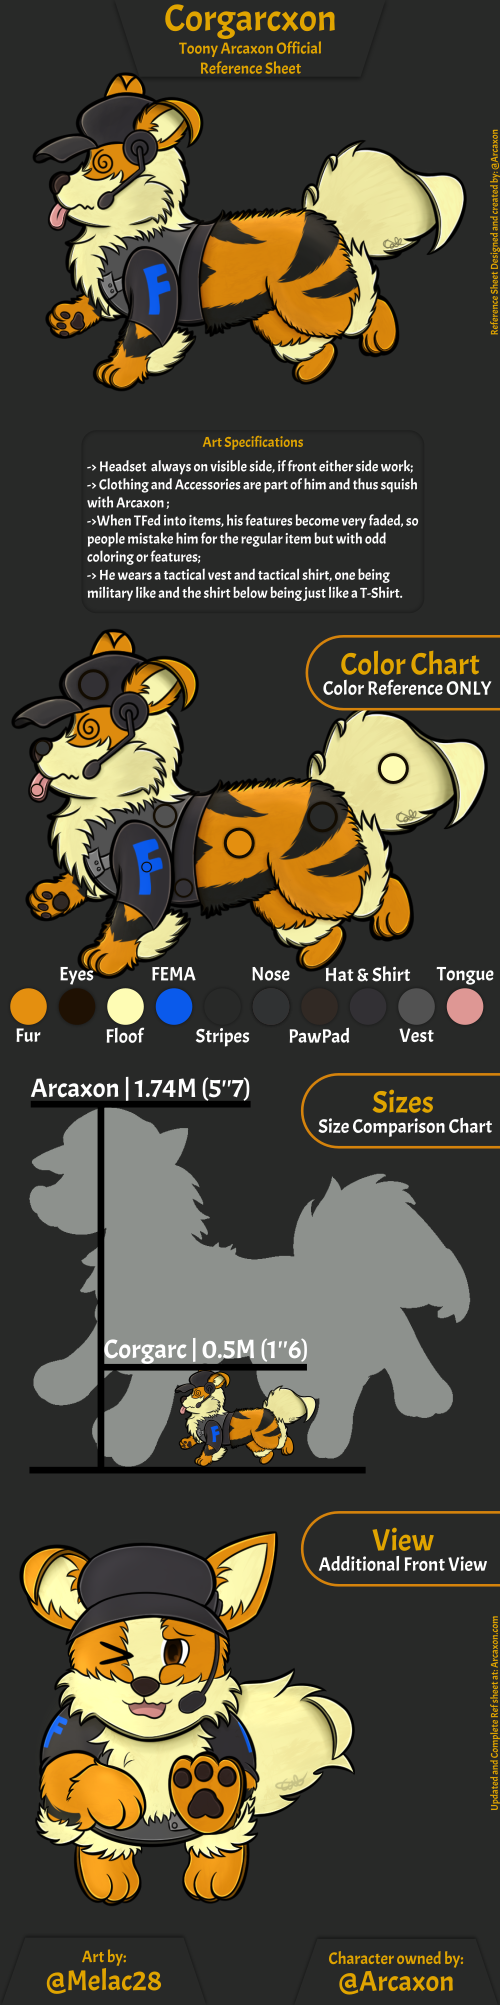 Corgarcxon
Toony Arcaxon Official
Reference Sheet
Reference Sheet Designed and created by: @Arcaxon
F
Art Specifications
-> Headset always on visible side, if front either side work;
-> Clothing and Accessories are part of him and thus squish
with Arcaxon ;
->When TFed into items, his features become very faded, so
people mistake him for the regular item but with odd
coloring or features;
-> He wears a tactical vest and tactical shirt, one being
military like and the shirt below being just like a T-Shirt.
Color Chart
Color Reference ONLY
F
Eyes FEMA Nose Hat & Shirt Tongue
Fur Floof Stripes PawPad Vest
Arcaxon | 1.74M (5"7)
Sizes
Size Comparison Chart
Corgarc | 0.5M (1"6)
F
View
Additional Front View
F
Updated and Complete Ref sheet at: Arcaxon.com
Art by:
@Melac28
Character owned by:
@Arcaxon